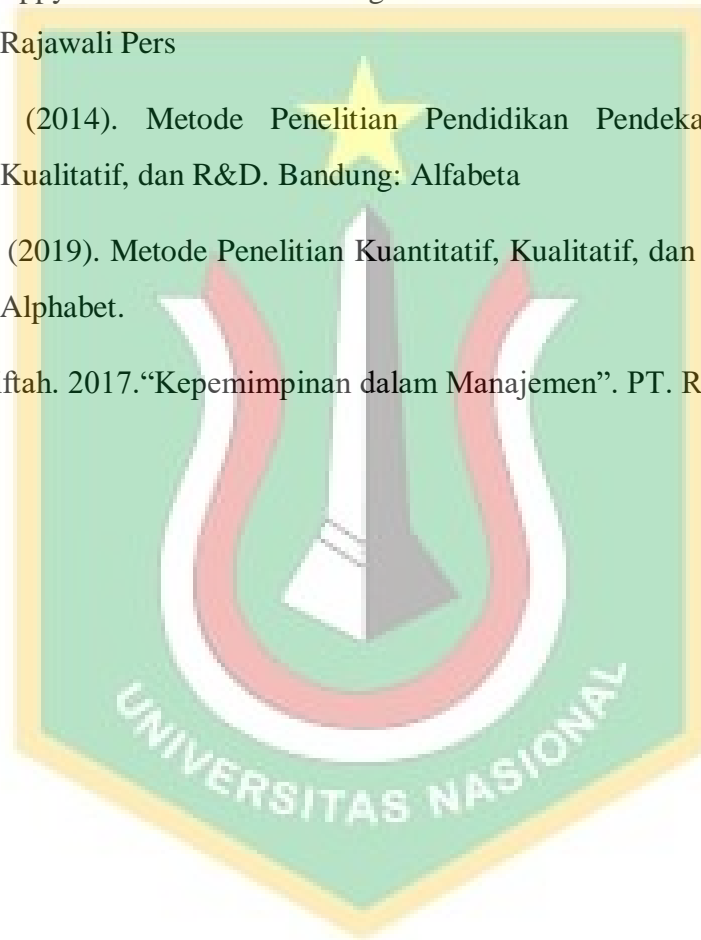 Rajawali Pers
(2014). Metode Penelitian Pendidikan Pendeka
Kualitatif, dan R&D. Bandung: Alfabeta
(2019). Metode Penelitian Kuantitatif, Kualitatif, dan
Alphabet.
ftah. 2017.“Kepemimpinan dalam Manajemen”. PT. R
UNIVERSITAS NASIONAL